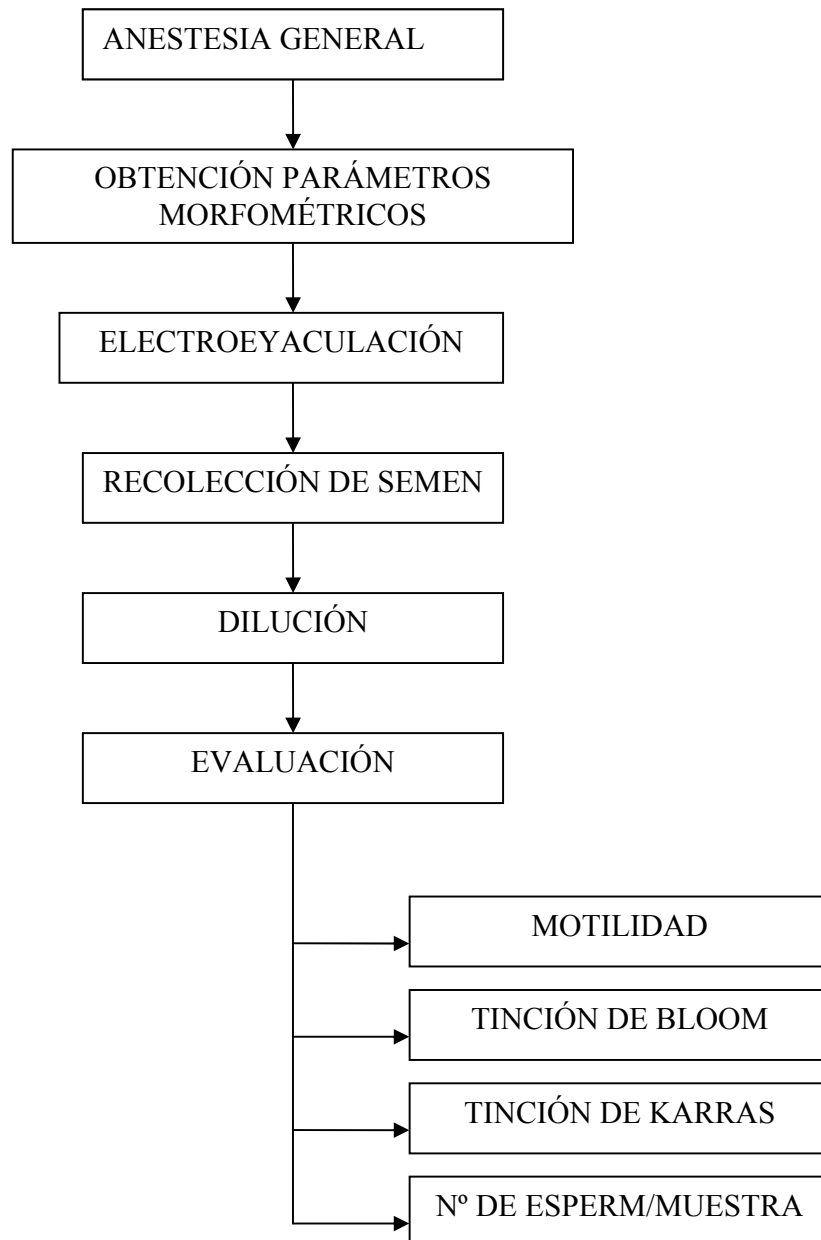 ANESTESIA GENERAL
OBTENCIÓN PARÁMETROS
MORFOMÉTRICOS
ELECTROEYACULACIÓN
RECOLECCIÓN DE SEMEN
DILUCIÓN
EVALUACIÓN
MOTILIDAD
TINCIÓN DE BLOOM
TINCIÓN DE KARRAS
Nº DE ESPERM/MUESTRA